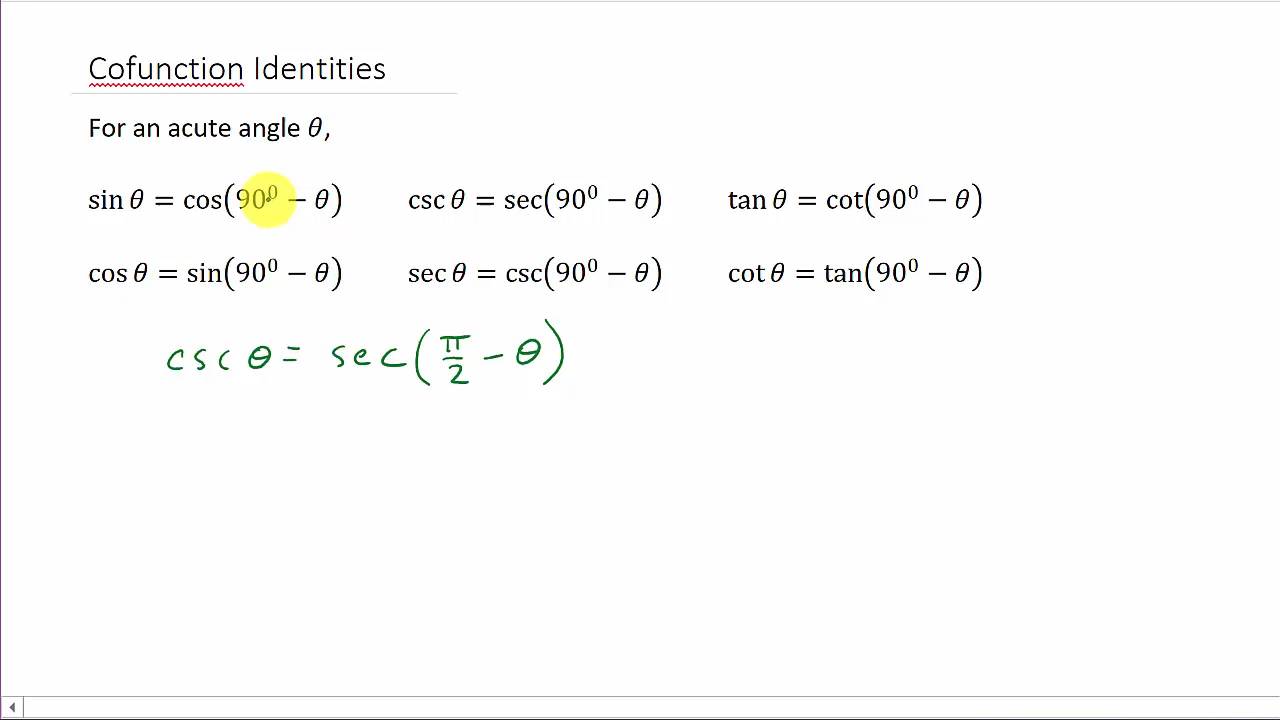 Cofunction Identities
For an acute angle θ,
sin θ = cos(90⁰ − θ) csc θ = sec(90⁰ − θ) tan θ = cot(90⁰ − θ)
cos θ = sin(90⁰ − θ) sec θ = csc(90⁰ − θ) cot θ = tan(90⁰ − θ)
csc θ = sec(π/2 − θ)